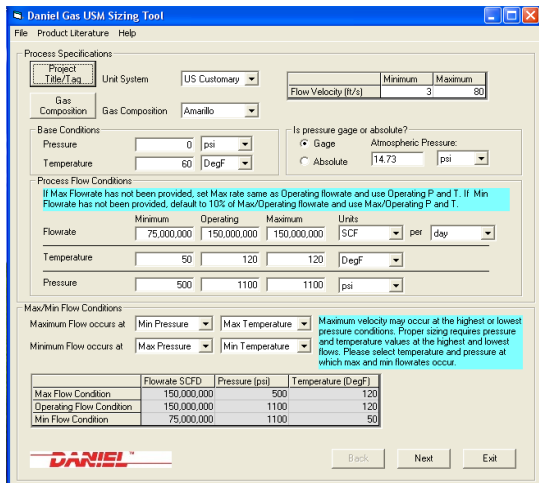 Daniel Gas USM Sizing Tool
File Product Literature Help
Process Specifications
Project Title/Tag
Unit System US Customary
Minimum Maximum
Flow Velocity (ft/s) 3 80
Gas Composition
Gas Composition Amarillo
Base Conditions
Pressure 0 psi
Temperature 60 DegF
Is pressure gage or absolute?
Gage
Absolute
Atmospheric Pressure:
14.73 psi
Process Flow Conditions
If Max Flowrate has not been provided, set Max rate same as Operating flowrate and use Operating P and T. If Min
Flowrate has not been provided, default to 10% of Max/Operating flowrate and use Max/Operating P and T.
Minimum Operating Maximum Units
Flowrate 75,000,000 150,000,000 150,000,000 SCF per day
Temperature 50 120 120 DegF
Pressure 500 1100 1100 psi
Max/Min Flow Conditions
Maximum Flow occurs at Min Pressure Max Temperature
Minimum Flow occurs at Max Pressure Min Temperature
Maximum velocity may occur at the highest or lowest
pressure conditions. Proper sizing requires pressure
and temperature values at the highest and lowest
flows. Please select temperature and pressure at
which max and min flowrates occur.
Flowrate SCFD Pressure (psi) Temperature (DegF)
Max Flow Condition 150,000,000 500 120
Operating Flow Condition 150,000,000 1100 120
Min Flow Condition 75,000,000 1100 50
DANIEL™
Back Next Exit